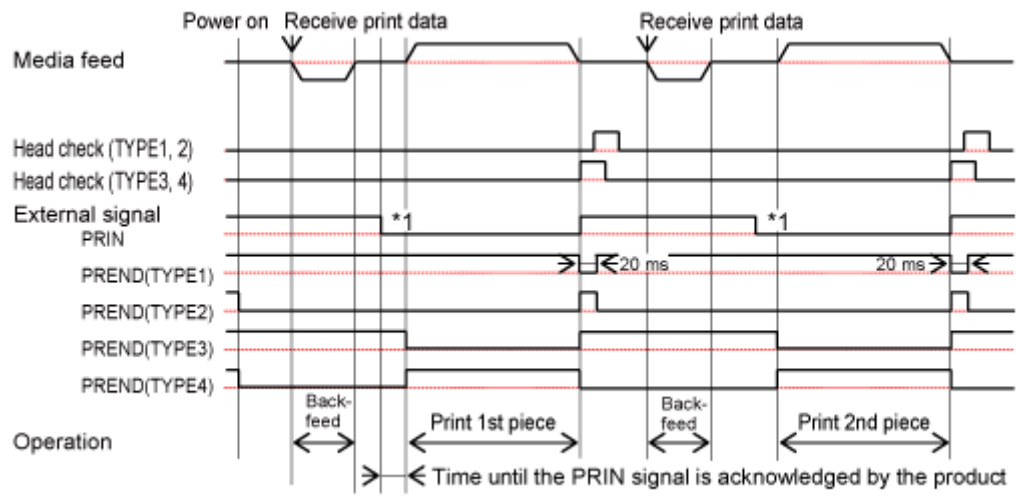 Power on Receive print data Receive print data
Media feed
Head check (TYPE1, 2)
Head check (TYPE3, 4)
External signal
PRIN *1 *1
PREND(TYPE1) 20 ms 20 ms
PREND(TYPE2)
PREND(TYPE3)
PREND(TYPE4)
Back- Back-
feed Print 1st piece feed Print 2nd piece
Operation
Time until the PRIN signal is acknowledged by the product